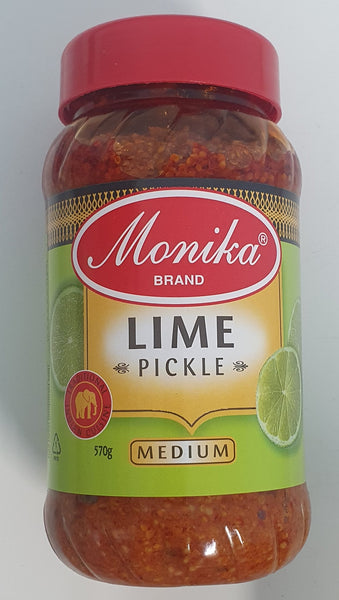 Monika®
BRAND
LIME
PICKLE
570g
MEDIUM